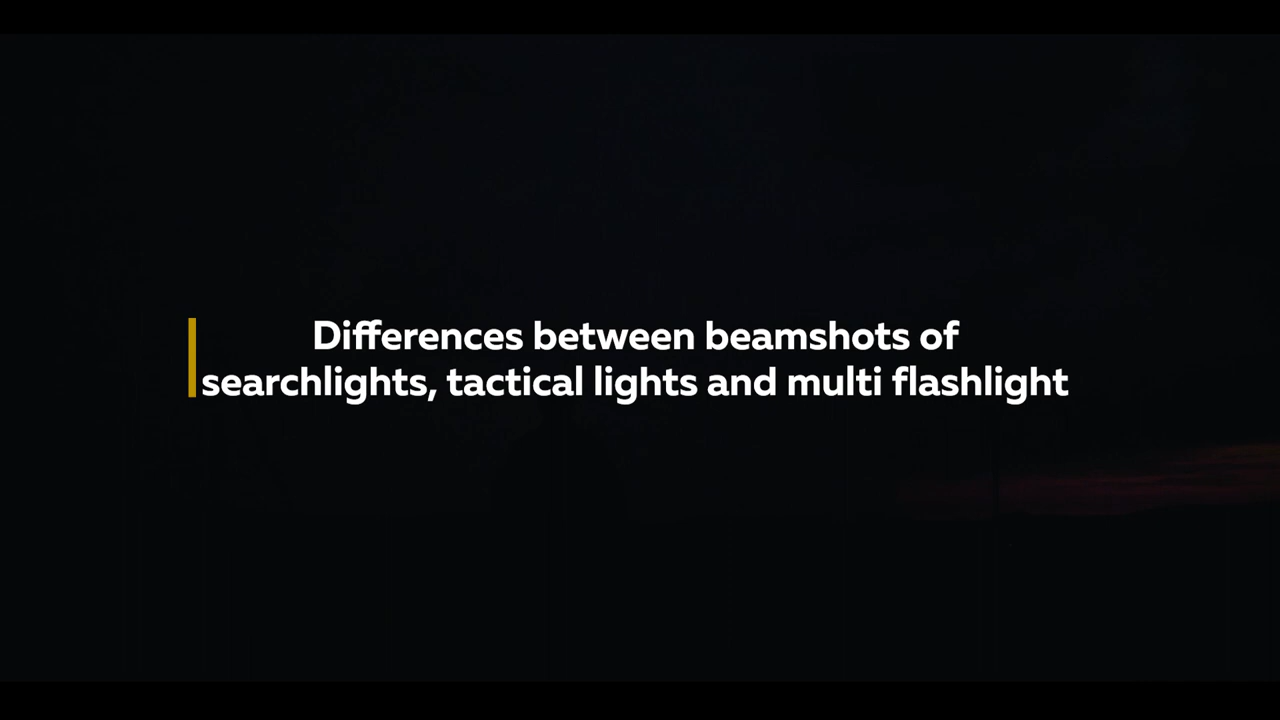 Differences between beamshots of
searchlights, tactical lights and multi flashlight